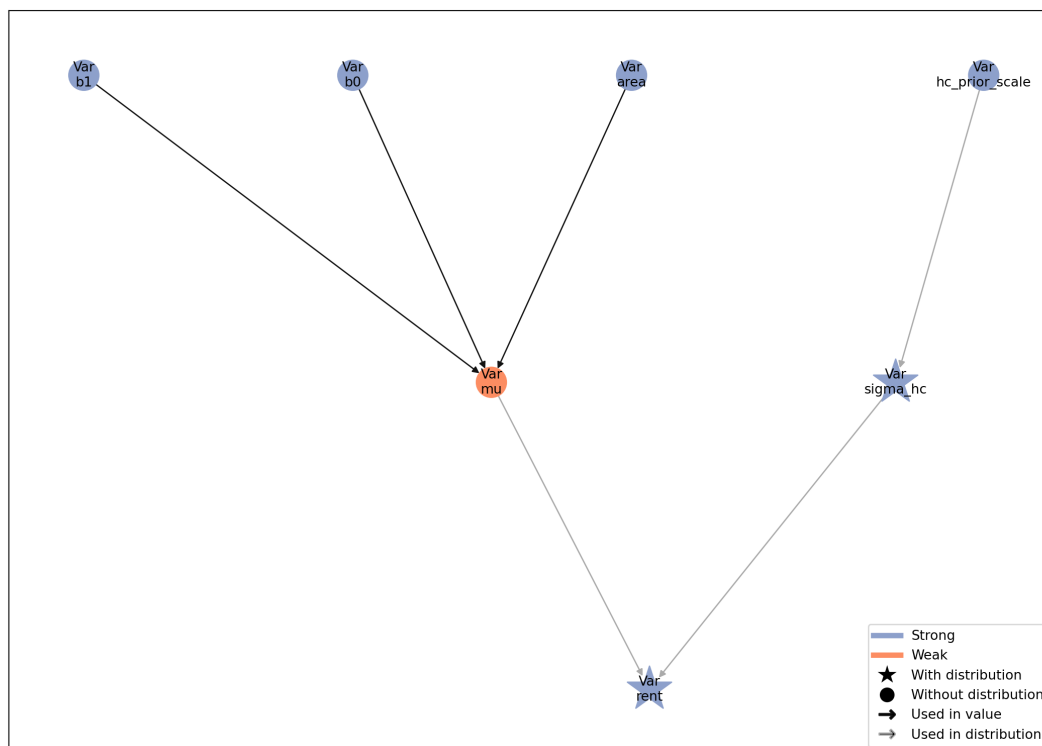 Var
b1
Var
b0
Var
area
Var
hc_prior_scale
Var
mu
Var
sigma_hc
Var
rent
Strong
Weak
With distribution
Without distribution
Used in value
Used in distribution